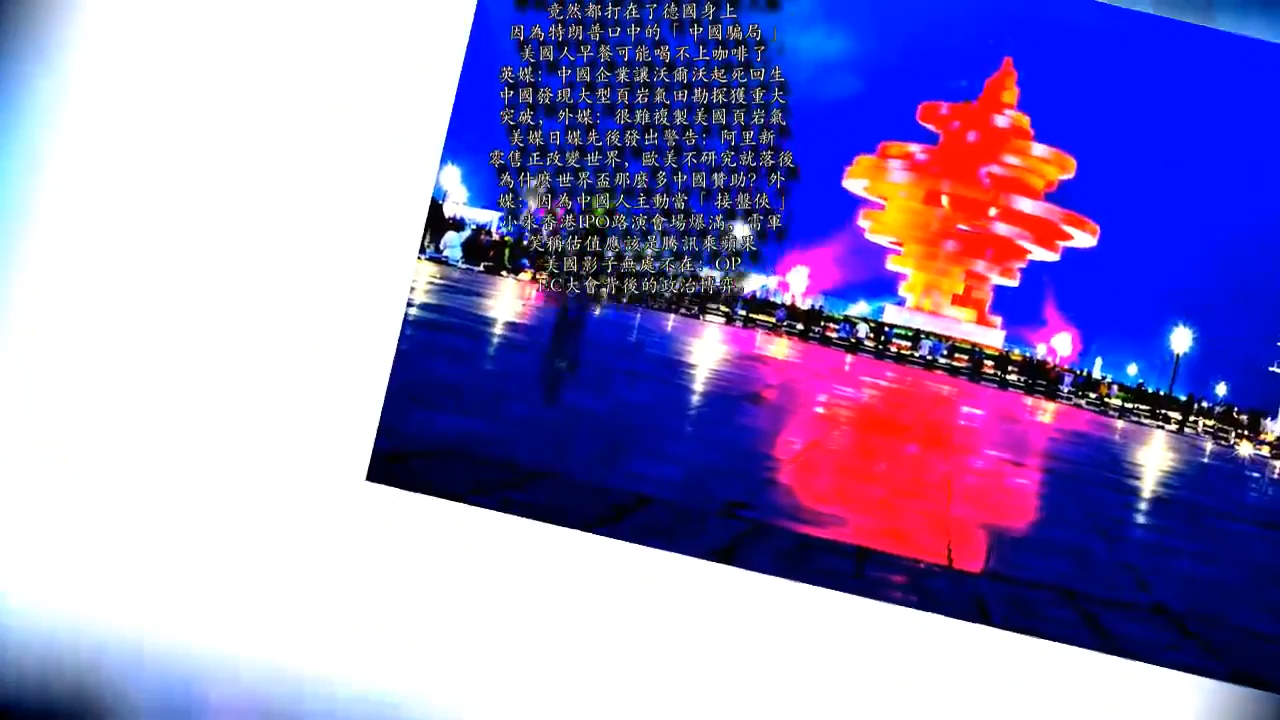 竟然都打在了德國身上
因為特朗普口中的「中國騙局」
美國人早餐可能喝不上咖啡了
英媒：中國企業讓沃爾沃起死回生
中國發現大型頁岩氣田勘探獲重大
突破，外媒：很難複製美國頁岩氣
美媒日媒先後發出警告：阿里新
零售正改變世界，歐美不研究就落後
為什麼世界盃那麼多中國贊助？外
媒：因為中國人主動當「接盤俠」
小米香港IPO路演會場爆滿，雷軍
笑稱估值應該是騰訊乘蘋果
美國影子無處不在：OP
EC大會背後的政治博弈，